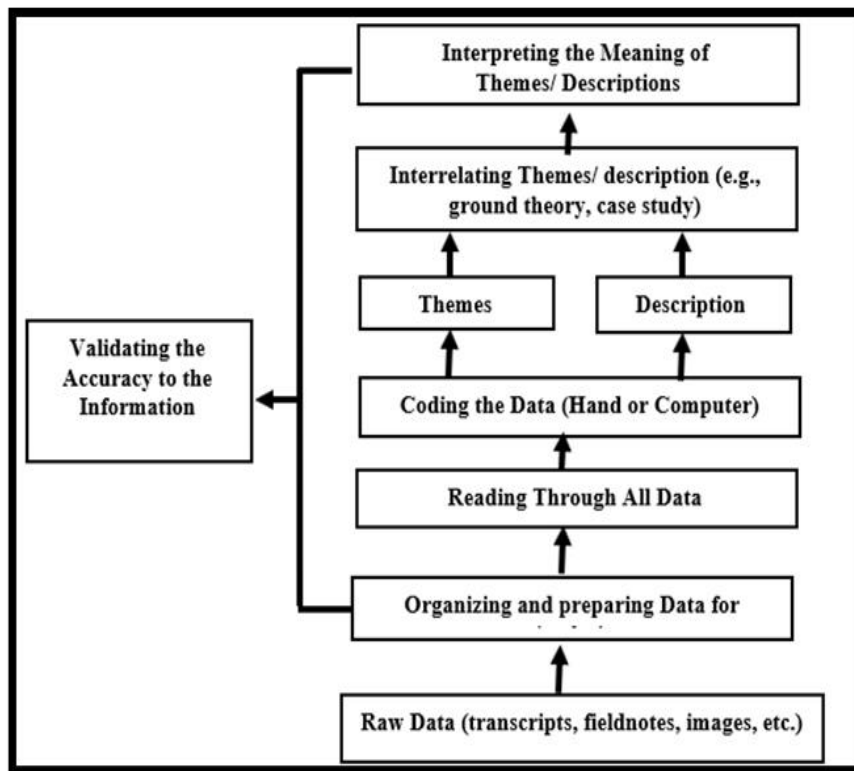 Interpreting the Meaning of
Themes/ Descriptions
Interrelating Themes/ description (e.g.,
ground theory, case study)
Themes
Description
Validating the
Accuracy to the
Information
Coding the Data (Hand or Computer)
Reading Through All Data
Organizing and preparing Data for
Raw Data (transcripts, fieldnotes, images, etc.)